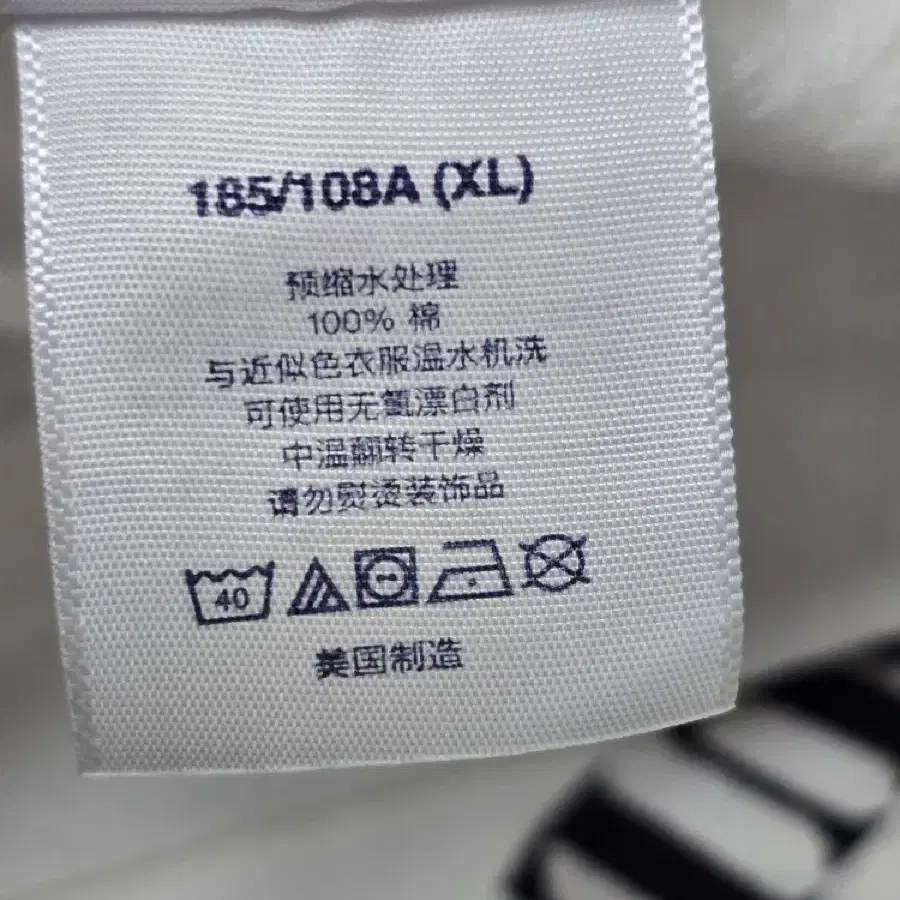 185/108A (XL)
预缩水处理
100% 棉
与近似色衣服温水机洗
可使用无氯漂白剂
中温翻转干燥
请勿熨烫装饰品
40
美国制造